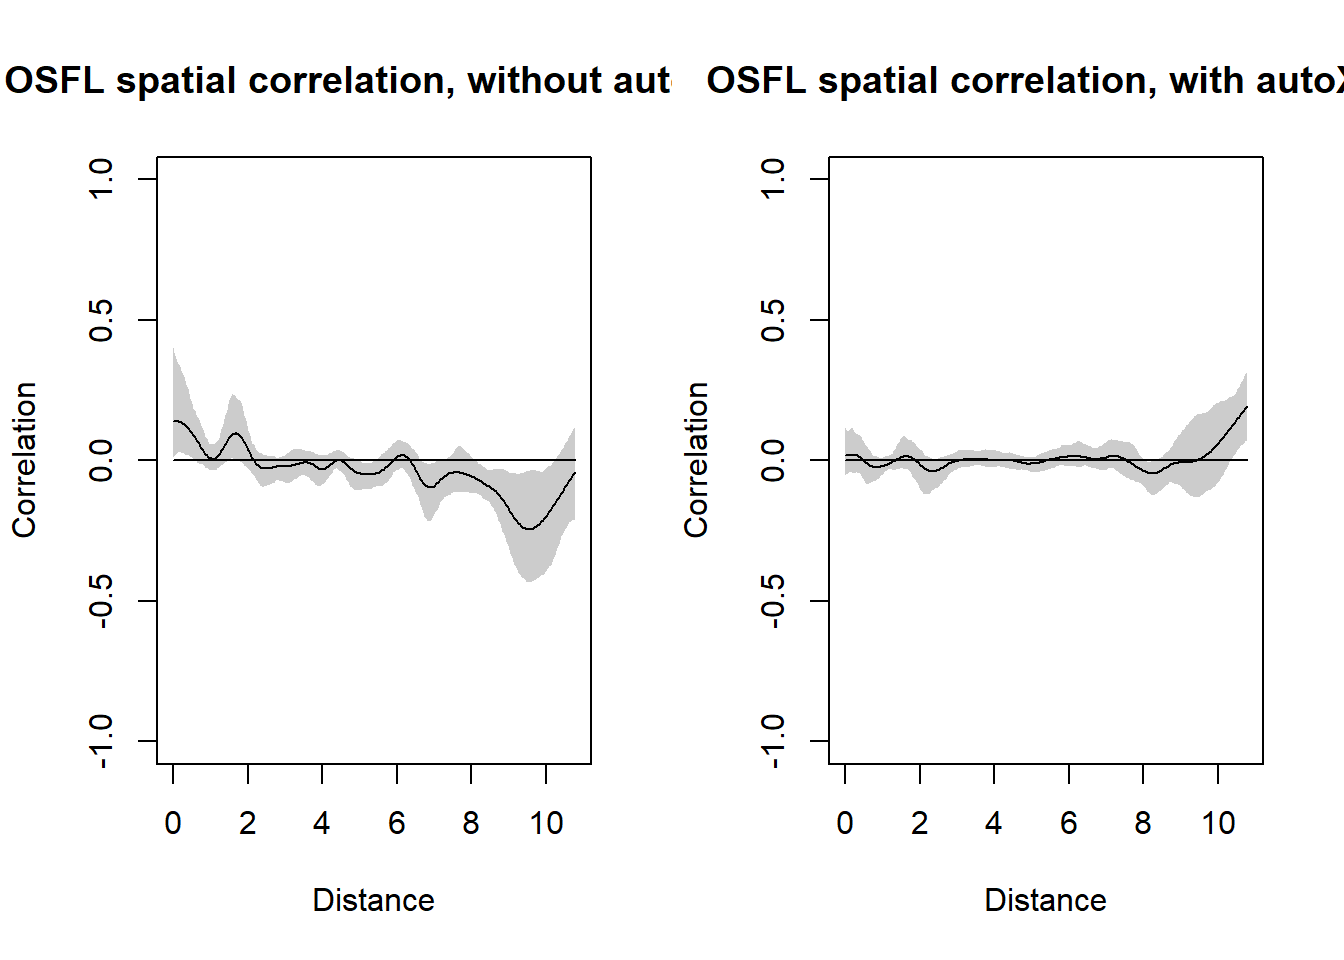 OSFL spatial correlation, without aut
1.0
0.5
0.0
-0.5
-1.0
Correlation
0 2 4 6 8 10
Distance
OSFL spatial correlation, with autoX
1.0
0.5
0.0
-0.5
-1.0
Correlation
0 2 4 6 8 10
Distance